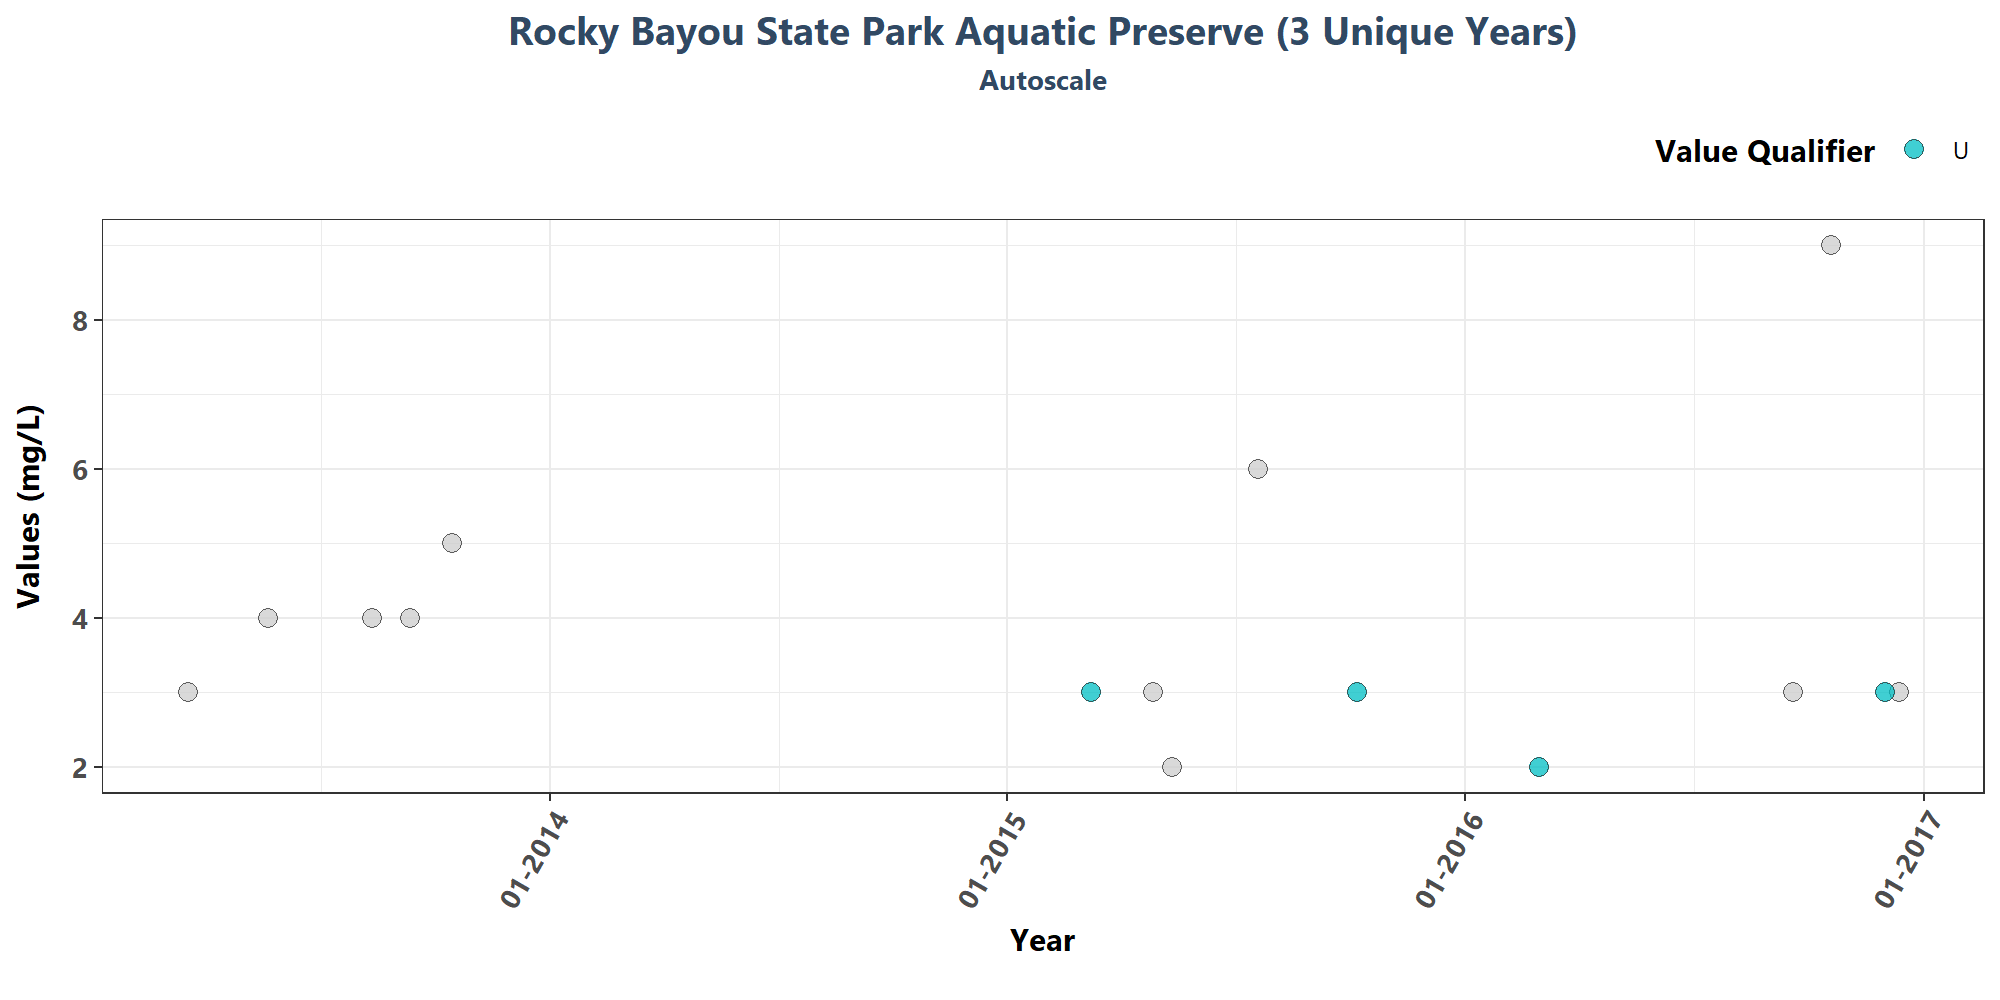 Rocky Bayou State Park Aquatic Preserve (3 Unique Years)
Autoscale
Value Qualifier U
Values (mg/L)
8
6
4
2
01-2014
01-2015
01-2016
01-2017
Year